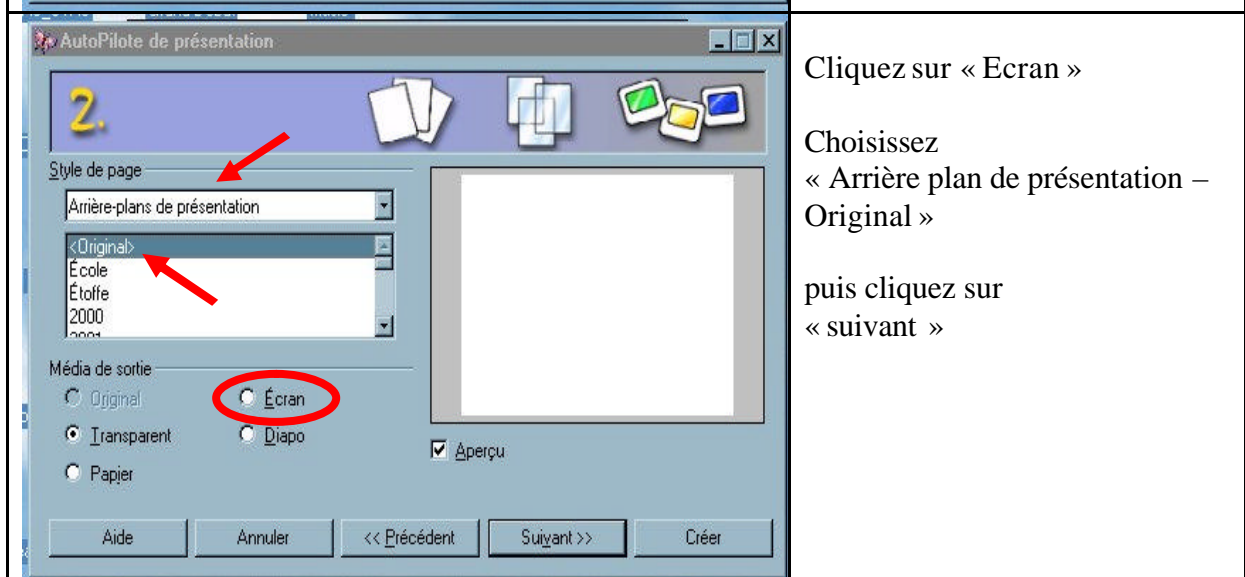 AutoPilote de présentation
2.
Style de page
Arrière-plans de présentation
<Original>
École
Étoffe
2000
2001
Média de sortie
Original
Écran
Transparent
Diapo
Papier
Aperçu
Aide
Annuler
<< Précédent
Suivant >>
Créer
Cliquez sur « Ecran »
Choisissez
« Arrière plan de présentation –
Original »
puis cliquez sur
« suivant »